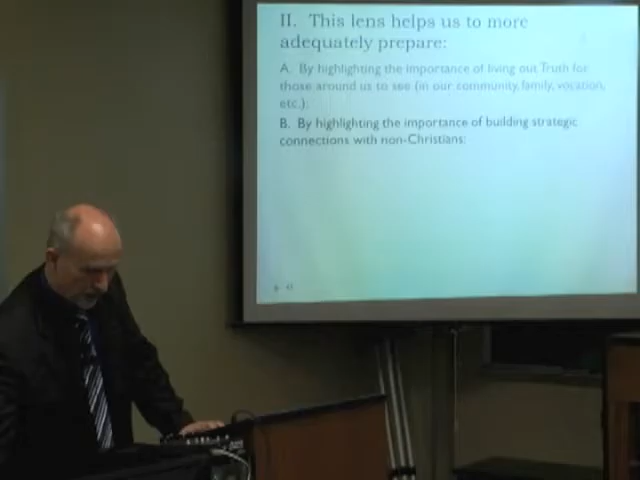 II. This lens helps us to more
adequately prepare:
A. By highlighting the importance of living out Truth for
those around us to see (in our community, family, vocation,
etc.);
B. By highlighting the importance of building strategic
connections with non-Christians: